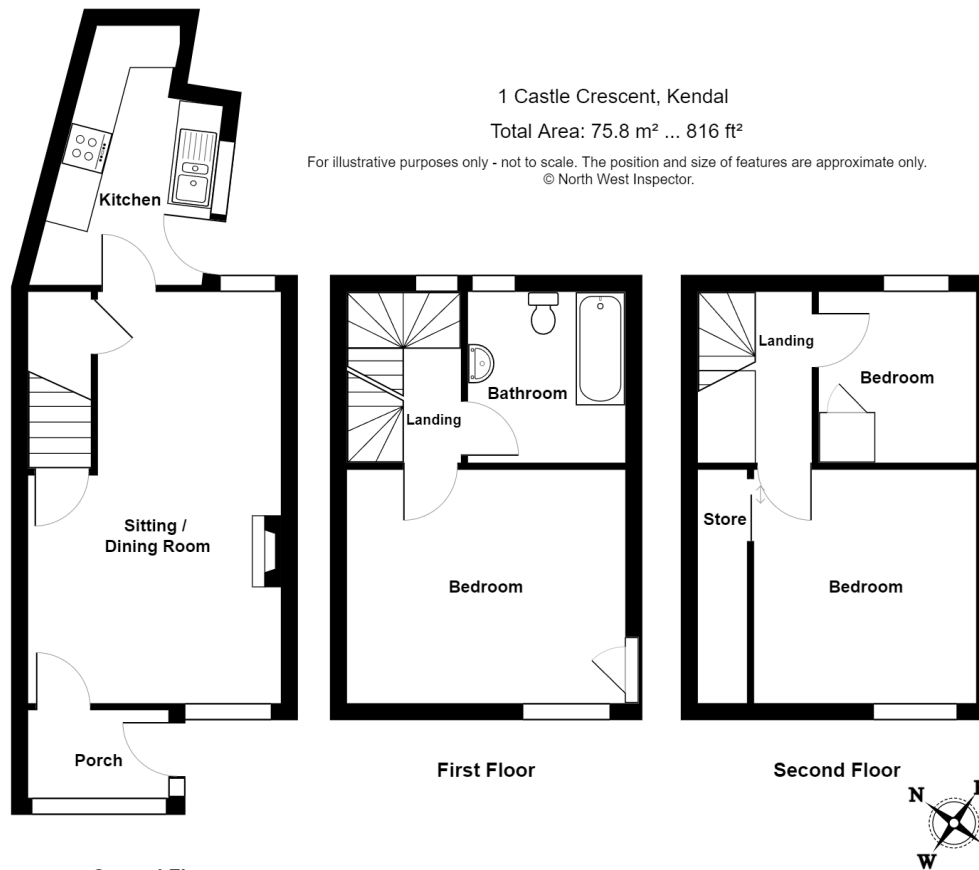 1 Castle Crescent, Kendal
Total Area: 75.8 m² ... 816 ft²
For illustrative purposes only - not to scale. The position and size of features are approximate only.
© North West Inspector.
Kitchen
Sitting /
Dining Room
Porch
Landing
Bathroom
Bedroom
First Floor
Landing
Bedroom
Store
Bedroom
Second Floor
N
W